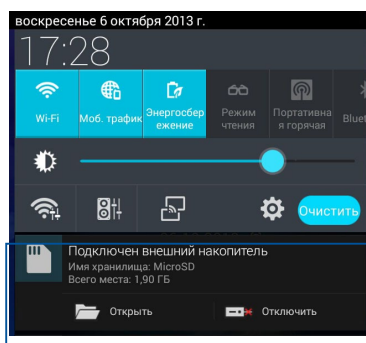 воскресенье 6 октября 2013 г.
17:28
Wi-Fi
Моб. трафик
Энергосбер
ежение
Режим
чтения
Портативна
я горячая
Bluet
Очистить
Подключен внешний накопитель
Имя хранилища: MicroSD
Всего места: 1,90 ГБ
Открыть
Отключить